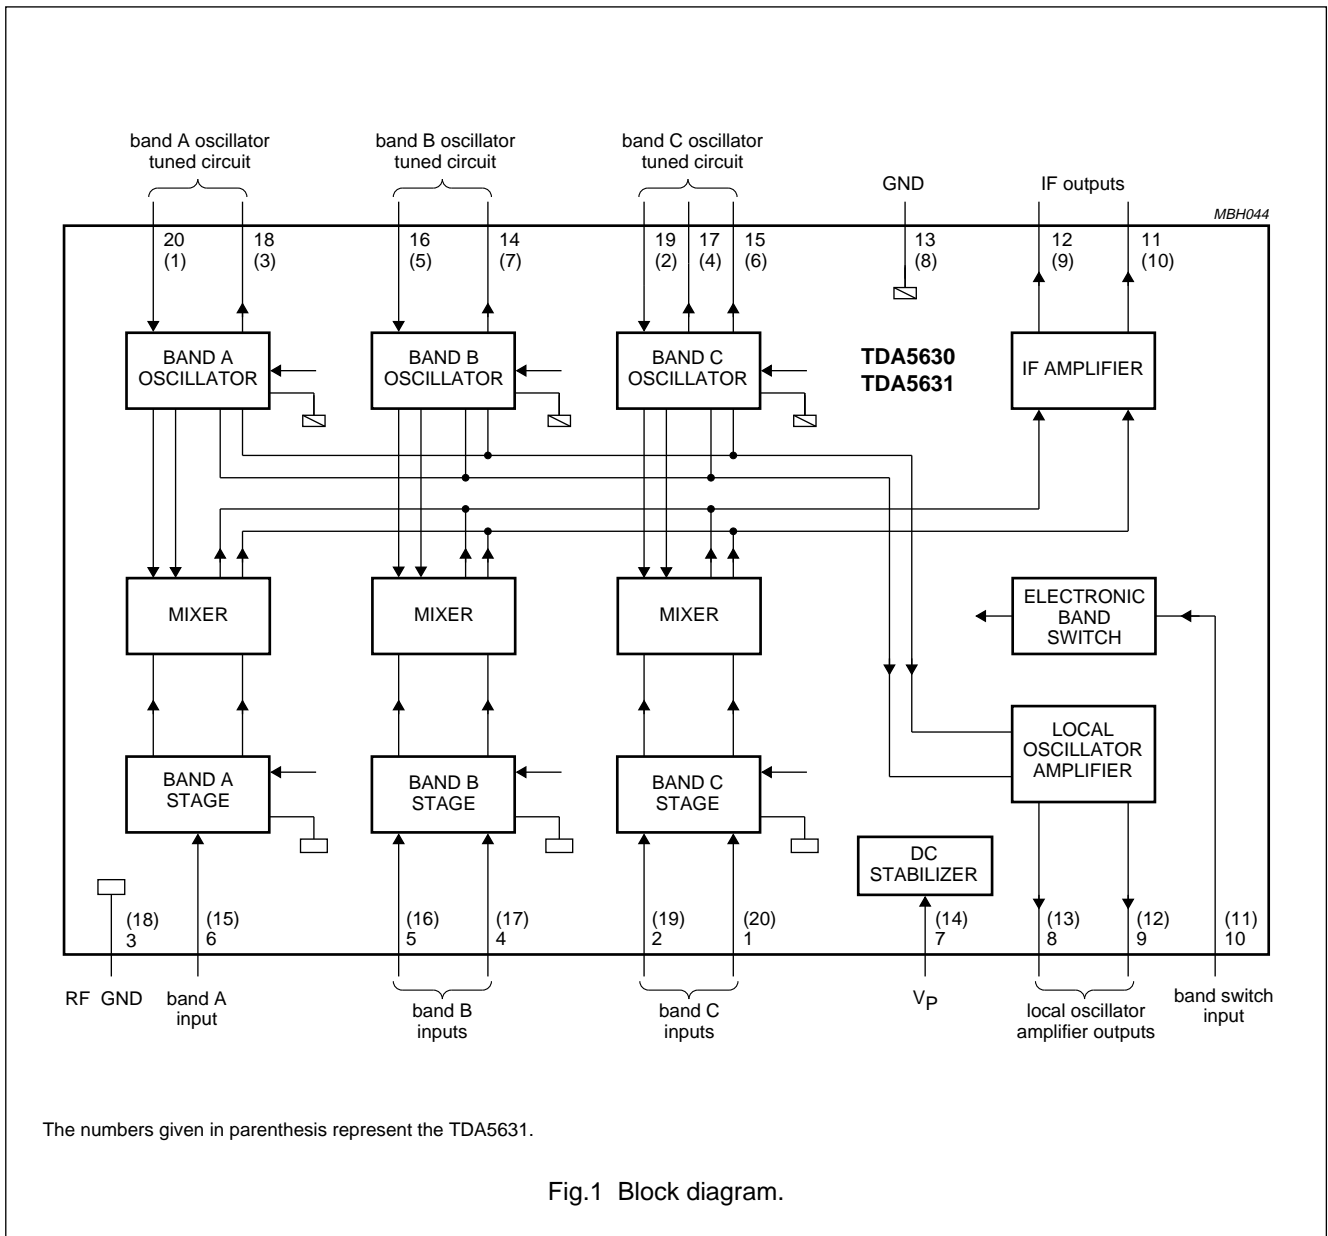 band A oscillator
tuned circuit
band B oscillator
tuned circuit
band C oscillator
tuned circuit
GND
IF outputs
MBH044
20
(1)
18
(3)
16
(5)
14
(7)
19
(2)
17
(4)
15
(6)
13
(8)
12
(9)
11
(10)
BAND A
OSCILLATOR
BAND B
OSCILLATOR
BAND C
OSCILLATOR
TDA5630
TDA5631
IF AMPLIFIER
MIXER
MIXER
MIXER
ELECTRONIC
BAND
SWITCH
BAND A
STAGE
BAND B
STAGE
BAND C
STAGE
LOCAL
OSCILLATOR
AMPLIFIER
DC
STABILIZER
(18)
3
(15)
6
(16)
5
(17)
4
(19)
2
(20)
1
(14)
7
(13)
8
(12)
9
(11)
10
RF GND
band A
input
band B
inputs
band C
inputs
VP
local oscillator
amplifier outputs
band switch
input
The numbers given in parenthesis represent the TDA5631.
Fig.1 Block diagram.